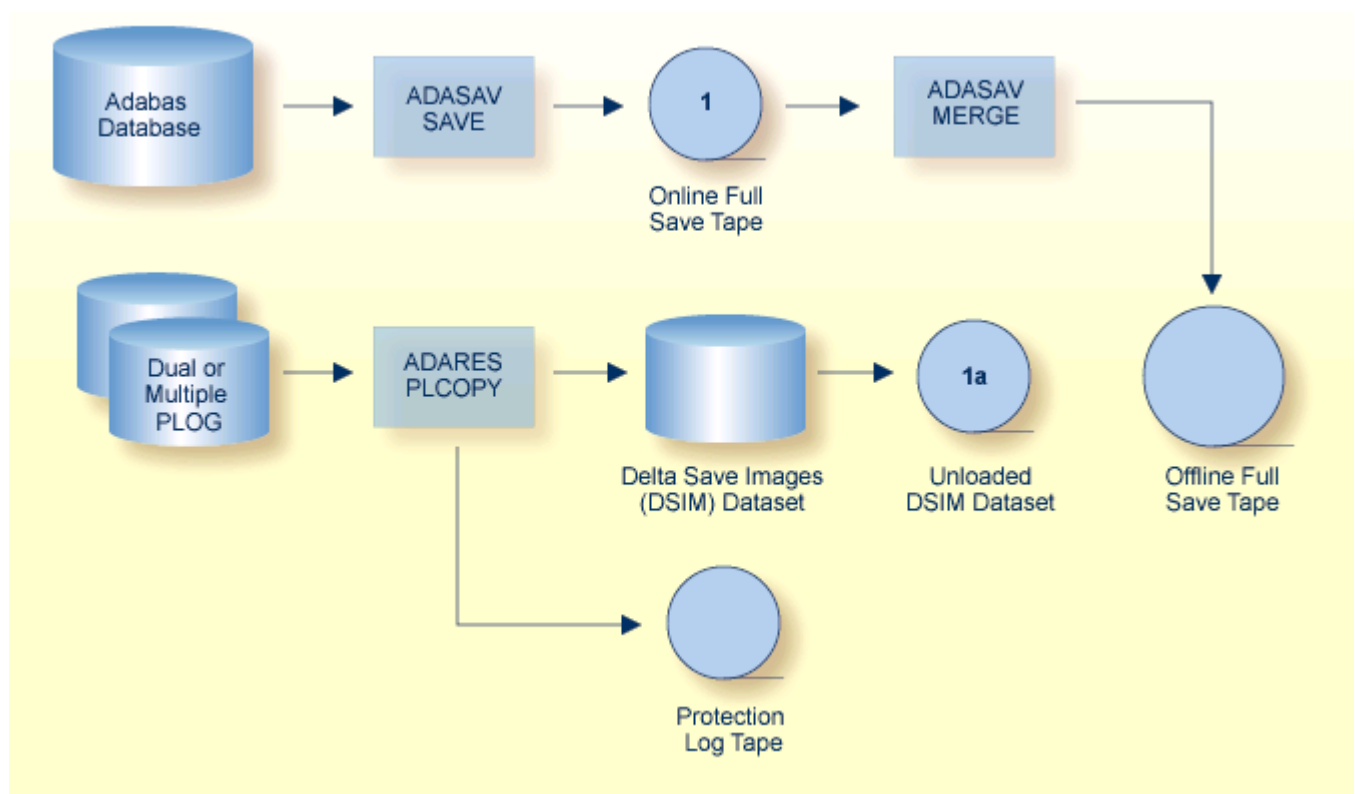 Adabas
Database
ADASAV
SAVE
1
Online Full
Save Tape
ADASAV
MERGE
Dual or
Multiple
PLOG
ADARES
PLCOPY
Delta Save Images
(DSIM) Dataset
1a
Unloaded
DSIM Dataset
Offline Full
Save Tape
Protection
Log Tape